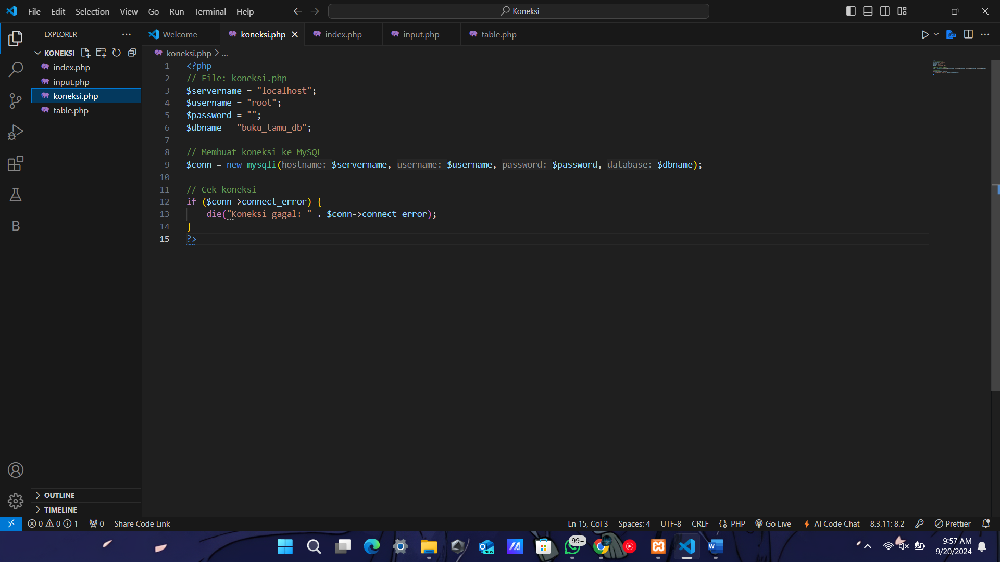 File Edit Selection View Go Run Terminal Help Koneksi
EXPLORER
Welcome koneksi.php index.php input.php table.php
KONEKSI
index.php
input.php
koneksi.php
table.php
koneksi.php > ...
1 <?php
2 // File: koneksi.php
3 $servername = "localhost";
4 $username = "root";
5 $password = "";
6 $dbname = "buku_tamu_db";
7
8 // Membuat koneksi ke MySQL
9 $conn = new mysqli(hostname: $servername, username: $username, password: $password, database: $dbname);
10
11 // Cek koneksi
12 if ($conn->connect_error) {
13 die("Koneksi gagal: " . $conn->connect_error);
14 }
15 ?>
B
OUTLINE
TIMELINE
0 0 1 0 Share Code Link Ln 15, Col 3 Spaces: 4 UTF-8 CRLF {} PHP Go Live AI Code Chat 8.3.11: 8.2 Prettier
NEW 99+ W
9:57 AM
9/20/2024